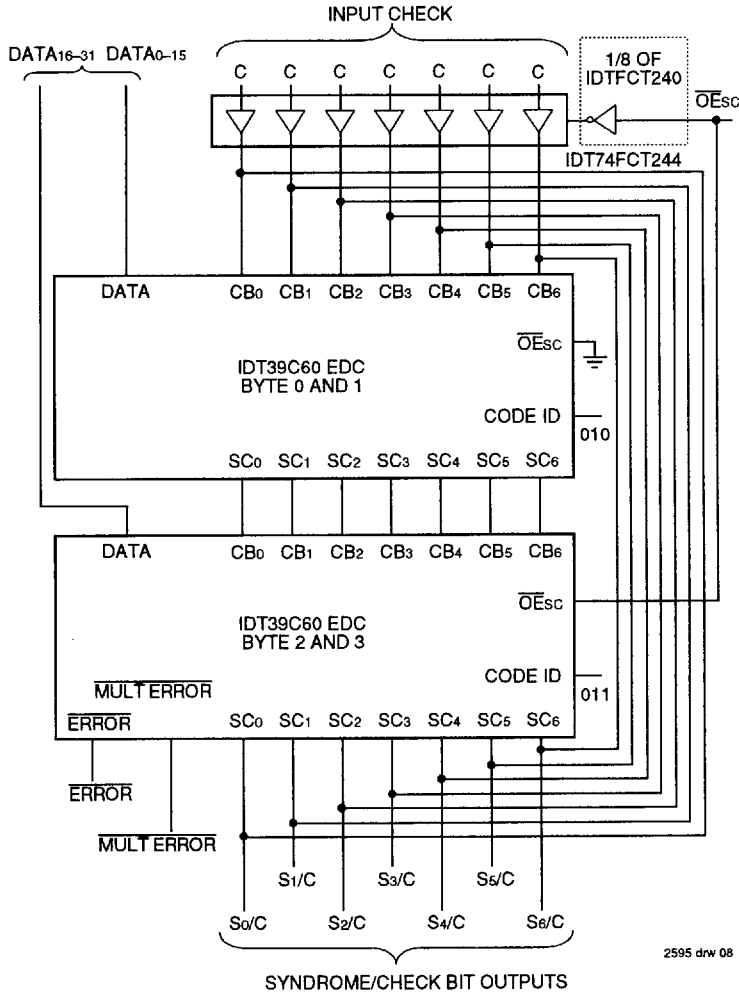 INPUT CHECK
DATA16–31 DATA0–15
C C C C C C C
1/8 OF
IDTFCT240
OESC
IDT74FCT244
DATA CB0 CB1 CB2 CB3 CB4 CB5 CB6
OESC
IDT39C60 EDC
BYTE 0 AND 1
CODE ID
010
SC0 SC1 SC2 SC3 SC4 SC5 SC6
DATA CB0 CB1 CB2 CB3 CB4 CB5 CB6
OESC
IDT39C60 EDC
BYTE 2 AND 3
CODE ID
011
MULT ERROR
ERROR
SC0 SC1 SC2 SC3 SC4 SC5 SC6
ERROR
MULT ERROR
S1/C S3/C S5/C
S0/C S2/C S4/C S6/C
2595 drw 08
SYNDROME/CHECK BIT OUTPUTS